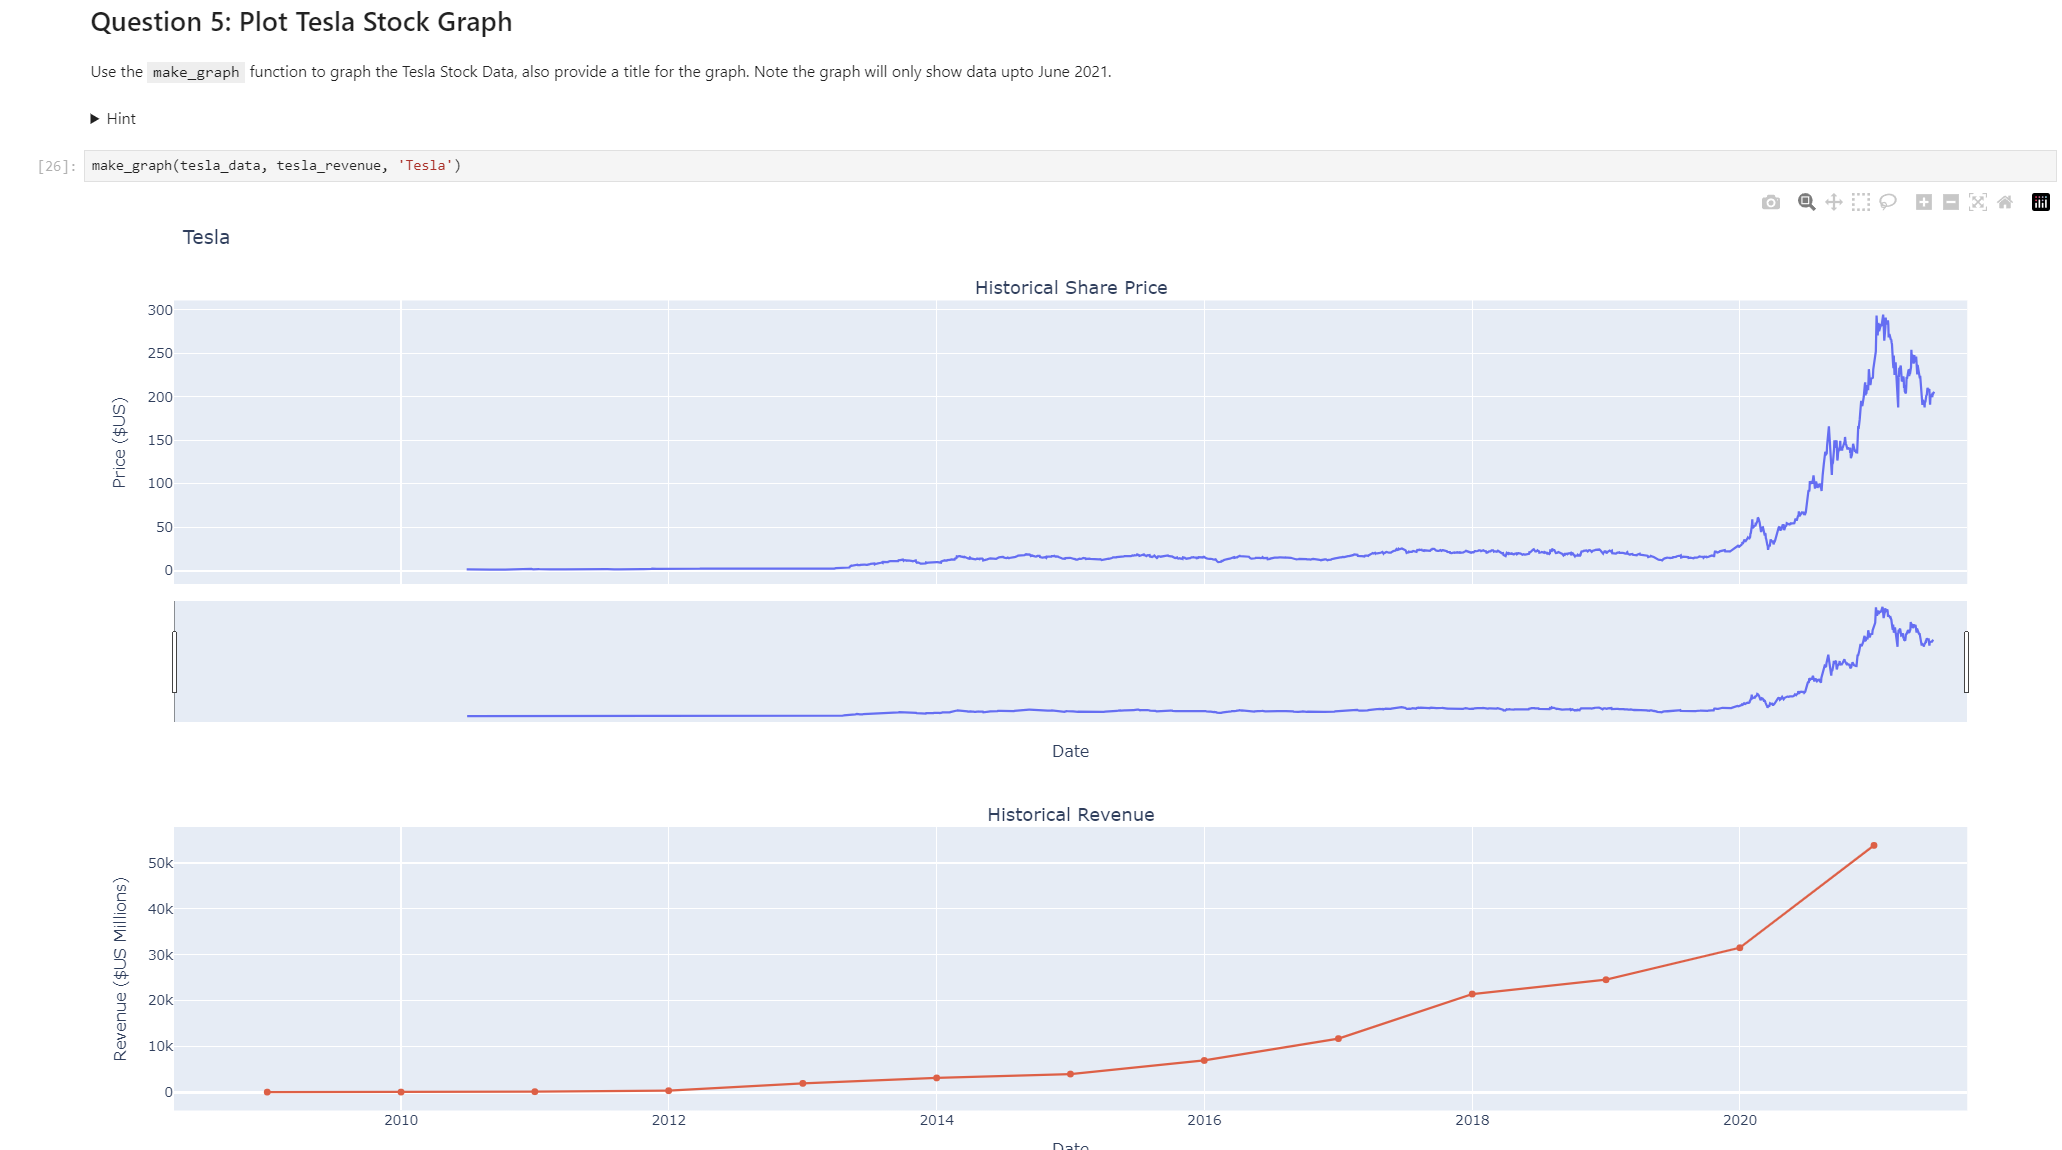 Question 5: Plot Tesla Stock Graph
Use the make_graph function to graph the Tesla Stock Data, also provide a title for the graph. Note the graph will only show data upto June 2021.
Hint
[26]: make_graph(tesla_data, tesla_revenue, 'Tesla')
Tesla
Historical Share Price
300
250
200
150
100
50
0
Price ($US)
Date
Historical Revenue
50k
40k
30k
20k
10k
0
Revenue ($US Millions)
2010 2012 2014 2016 2018 2020
Date